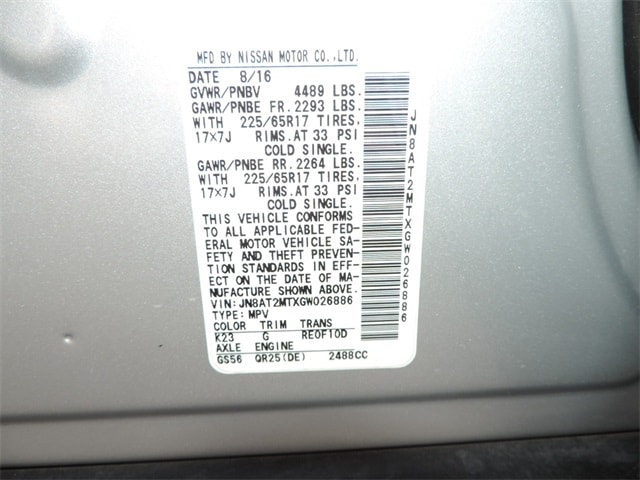 MFD BY NISSAN MOTOR CO.,LTD.
DATE 8/16
GVWR/PNBV 4489 LBS.
GAWR/PNBE FR. 2293 LBS.
WITH 225/65R17 TIRES,
17x7J RIMS.AT 33 PSI
COLD SINGLE.
GAWR/PNBE RR. 2264 LBS.
WITH 225/65R17 TIRES,
17x7J RIMS.AT 33 PSI
COLD SINGLE.
THIS VEHICLE CONFORMS
TO ALL APPLICABLE FED-
ERAL MOTOR VEHICLE SA-
FETY AND THEFT PREVEN-
TION STANDARDS IN EFF-
ECT ON THE DATE OF MA-
NUFACTURE SHOWN ABOVE.
VIN: JN8AT2MTXGW026886
TYPE: MPV
COLOR TRIM TRANS
K23 G RE0F10D
AXLE ENGINE
GS56 QR25(DE) 2488CC
JN8AT2MTXGW026886